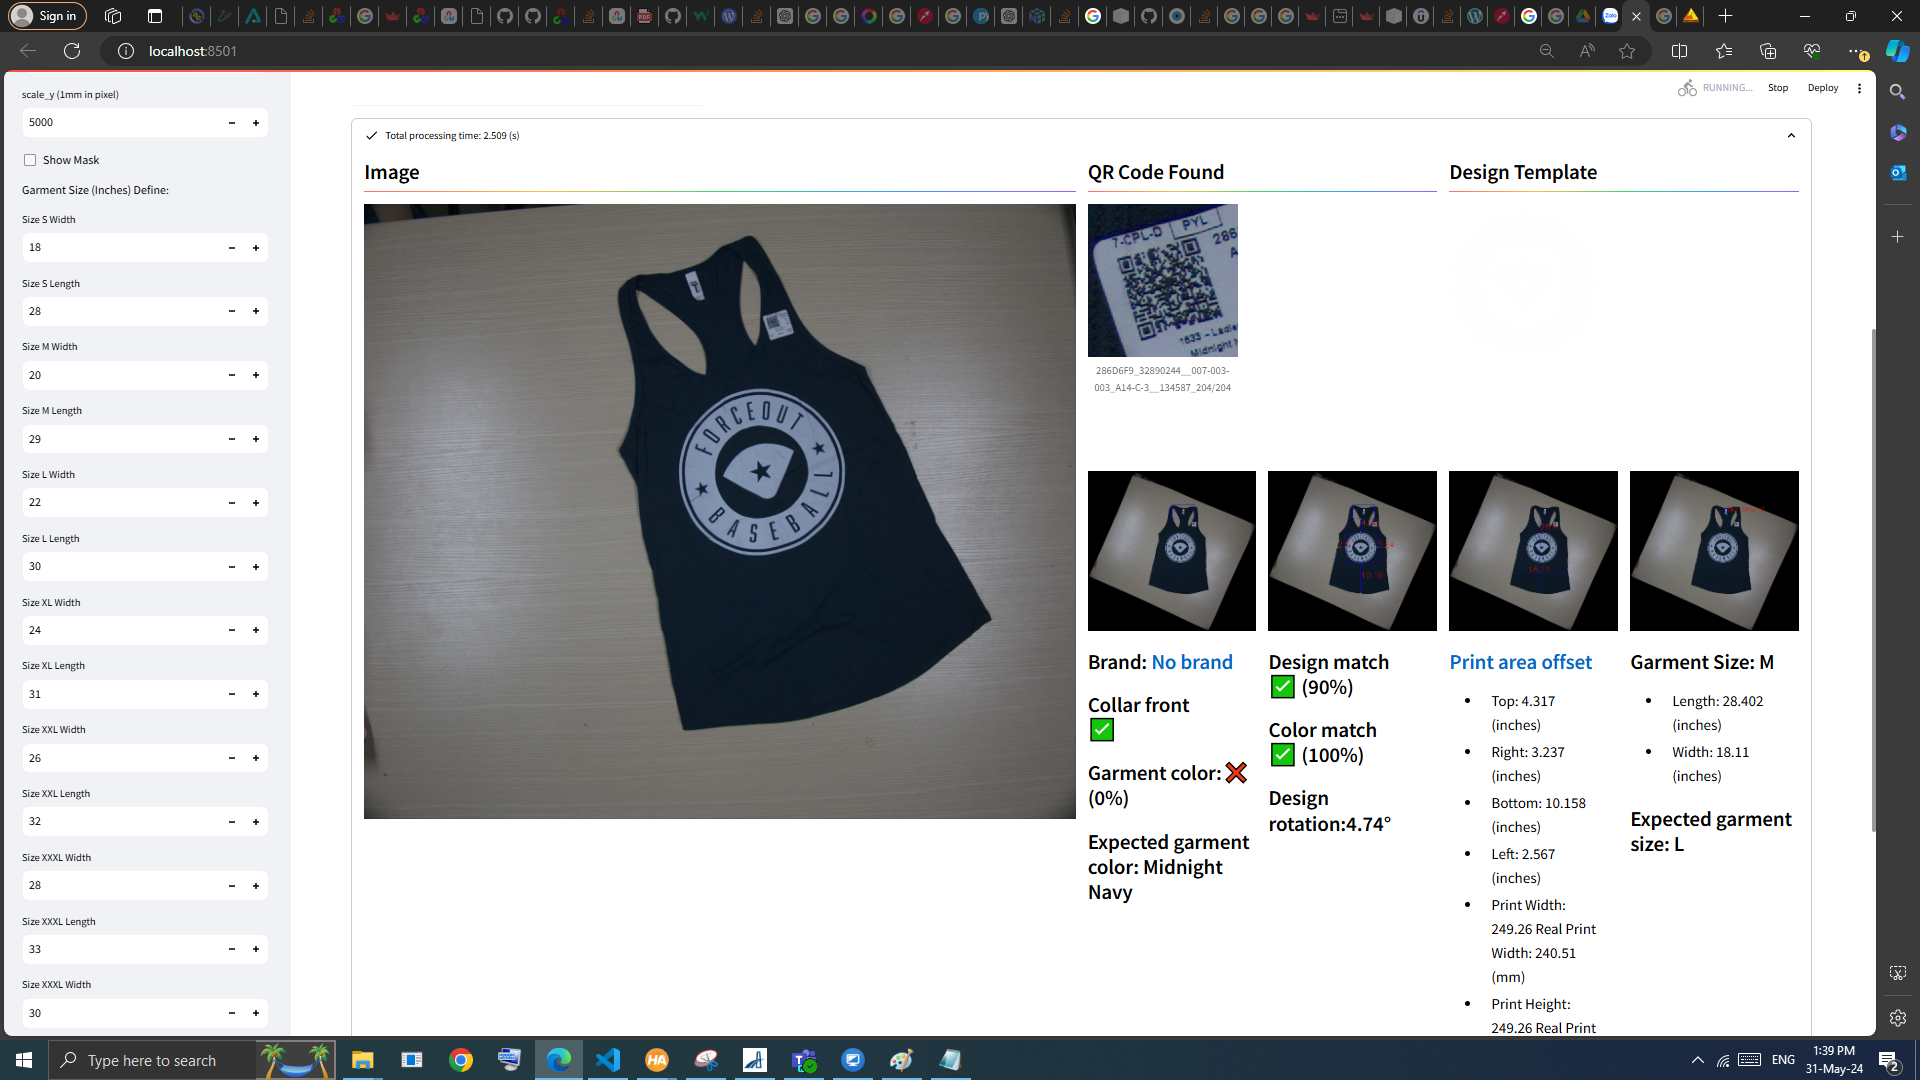 Sign in
localhost:8501
scale_y (1mm in pixel)
5000
Show Mask
Garment Size (Inches) Define:
Size S Width
18
Size S Length
28
Size M Width
20
Size M Length
29
Size L Width
22
Size L Length
30
Size XL Width
24
Size XL Length
31
Size XXL Width
26
Size XXL Length
32
Size XXXL Width
28
Size XXXL Length
33
Size XXXL Width
30
RUNNING...
Stop
Deploy
Total processing time: 2.509 (s)
Image
FORCEOUT
BASEBALL
QR Code Found
7-CPL-D
PYL
286
1533 - Ladie
Midnight N
286D6F9_32890244__007-003-
003_A14-C-3__134587_204/204
Design Template
Brand: No brand
Collar front
Garment color:
(0%)
Expected garment
color: Midnight
Navy
Design match
(90%)
Color match
(100%)
Design
rotation:4.74°
18.11
Print area offset
Top: 4.317
(inches)
Right: 3.237
(inches)
Bottom: 10.158
(inches)
Left: 2.567
(inches)
Print Width:
249.26 Real Print
Width: 240.51
(mm)
Print Height:
249.26 Real Print
Garment Size: M
Length: 28.402
(inches)
Width: 18.11
(inches)
Expected garment
size: L
Type here to search
ENG
1:39 PM
31-May-24
2